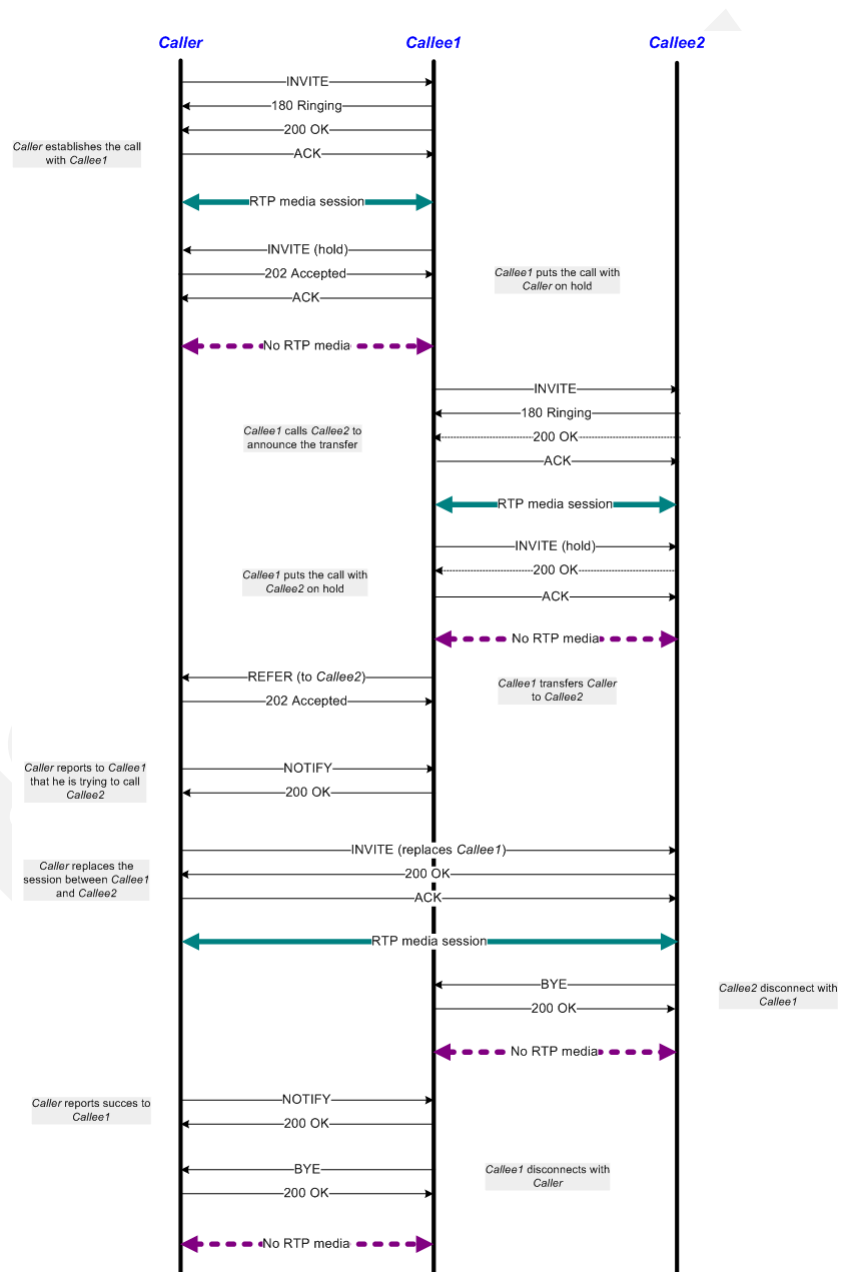 Caller Callee1 Callee2
INVITE
180 Ringing
200 OK
Caller establishes the call
with Callee1
ACK
RTP media session
INVITE (hold)
202 Accepted
Callee1 puts the call with
Caller on hold
ACK
No RTP media
INVITE
180 Ringing
Callee1 calls Callee2 to
announce the transfer
200 OK
ACK
RTP media session
INVITE (hold)
200 OK
Callee1 puts the call with
Callee2 on hold
ACK
No RTP media
REFER (to Callee2)
Callee1 transfers Caller
to Callee2
202 Accepted
Caller reports to Callee1
that he is trying to call
Callee2
NOTIFY
200 OK
INVITE (replaces Callee1)
Caller replaces the
session between Callee1
and Callee2
200 OK
ACK
RTP media session
BYE
Callee2 disconnect with
Callee1
200 OK
No RTP media
NOTIFY
Caller reports succes to
Callee1
200 OK
BYE
Callee1 disconnects with
Caller
200 OK
No RTP media